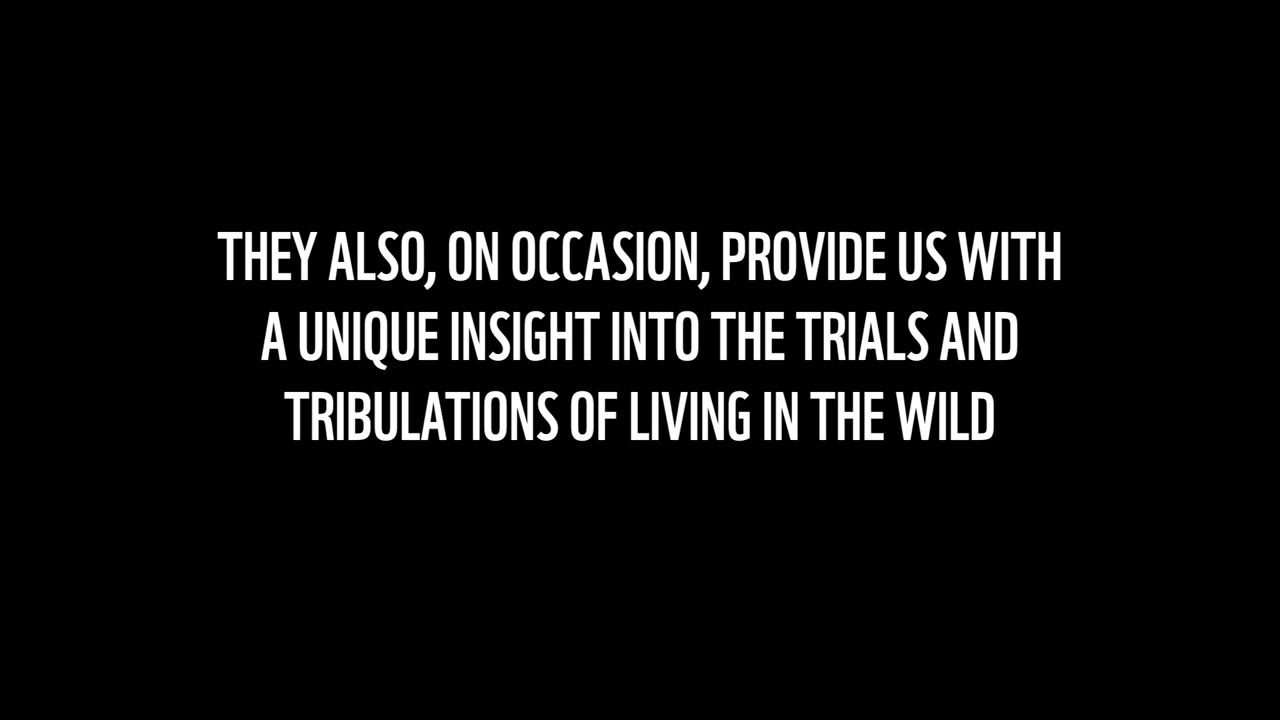 THEY ALSO, ON OCCASION, PROVIDE US WITH
A UNIQUE INSIGHT INTO THE TRIALS AND
TRIBULATIONS OF LIVING IN THE WILD